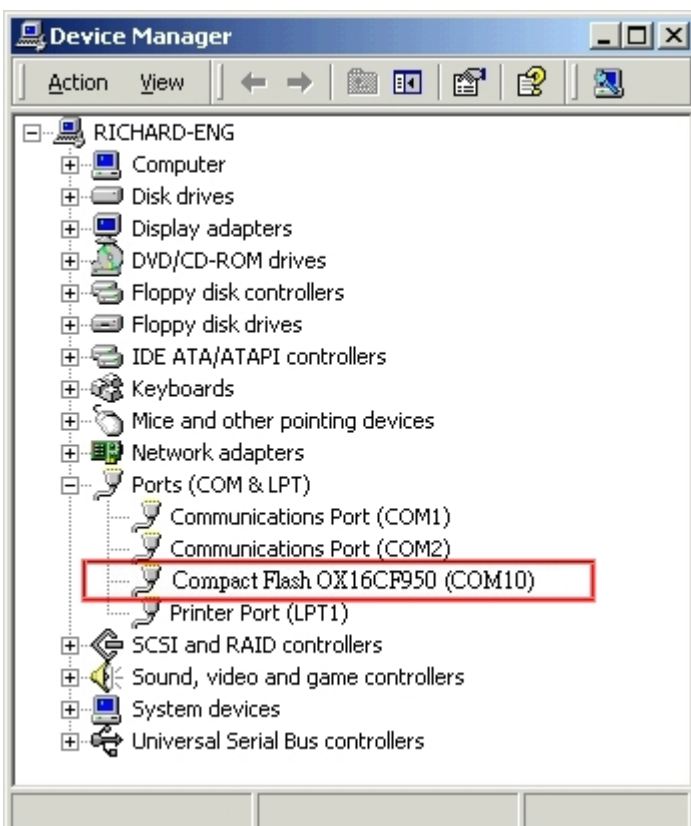 Device Manager
Action View
RICHARD-ENG
Computer
Disk drives
Display adapters
DVD/CD-ROM drives
Floppy disk controllers
Floppy disk drives
IDE ATA/ATAPI controllers
Keyboards
Mice and other pointing devices
Network adapters
Ports (COM & LPT)
Communications Port (COM1)
Communications Port (COM2)
Compact Flash OX16CF950 (COM10)
Printer Port (LPT1)
SCSI and RAID controllers
Sound, video and game controllers
System devices
Universal Serial Bus controllers